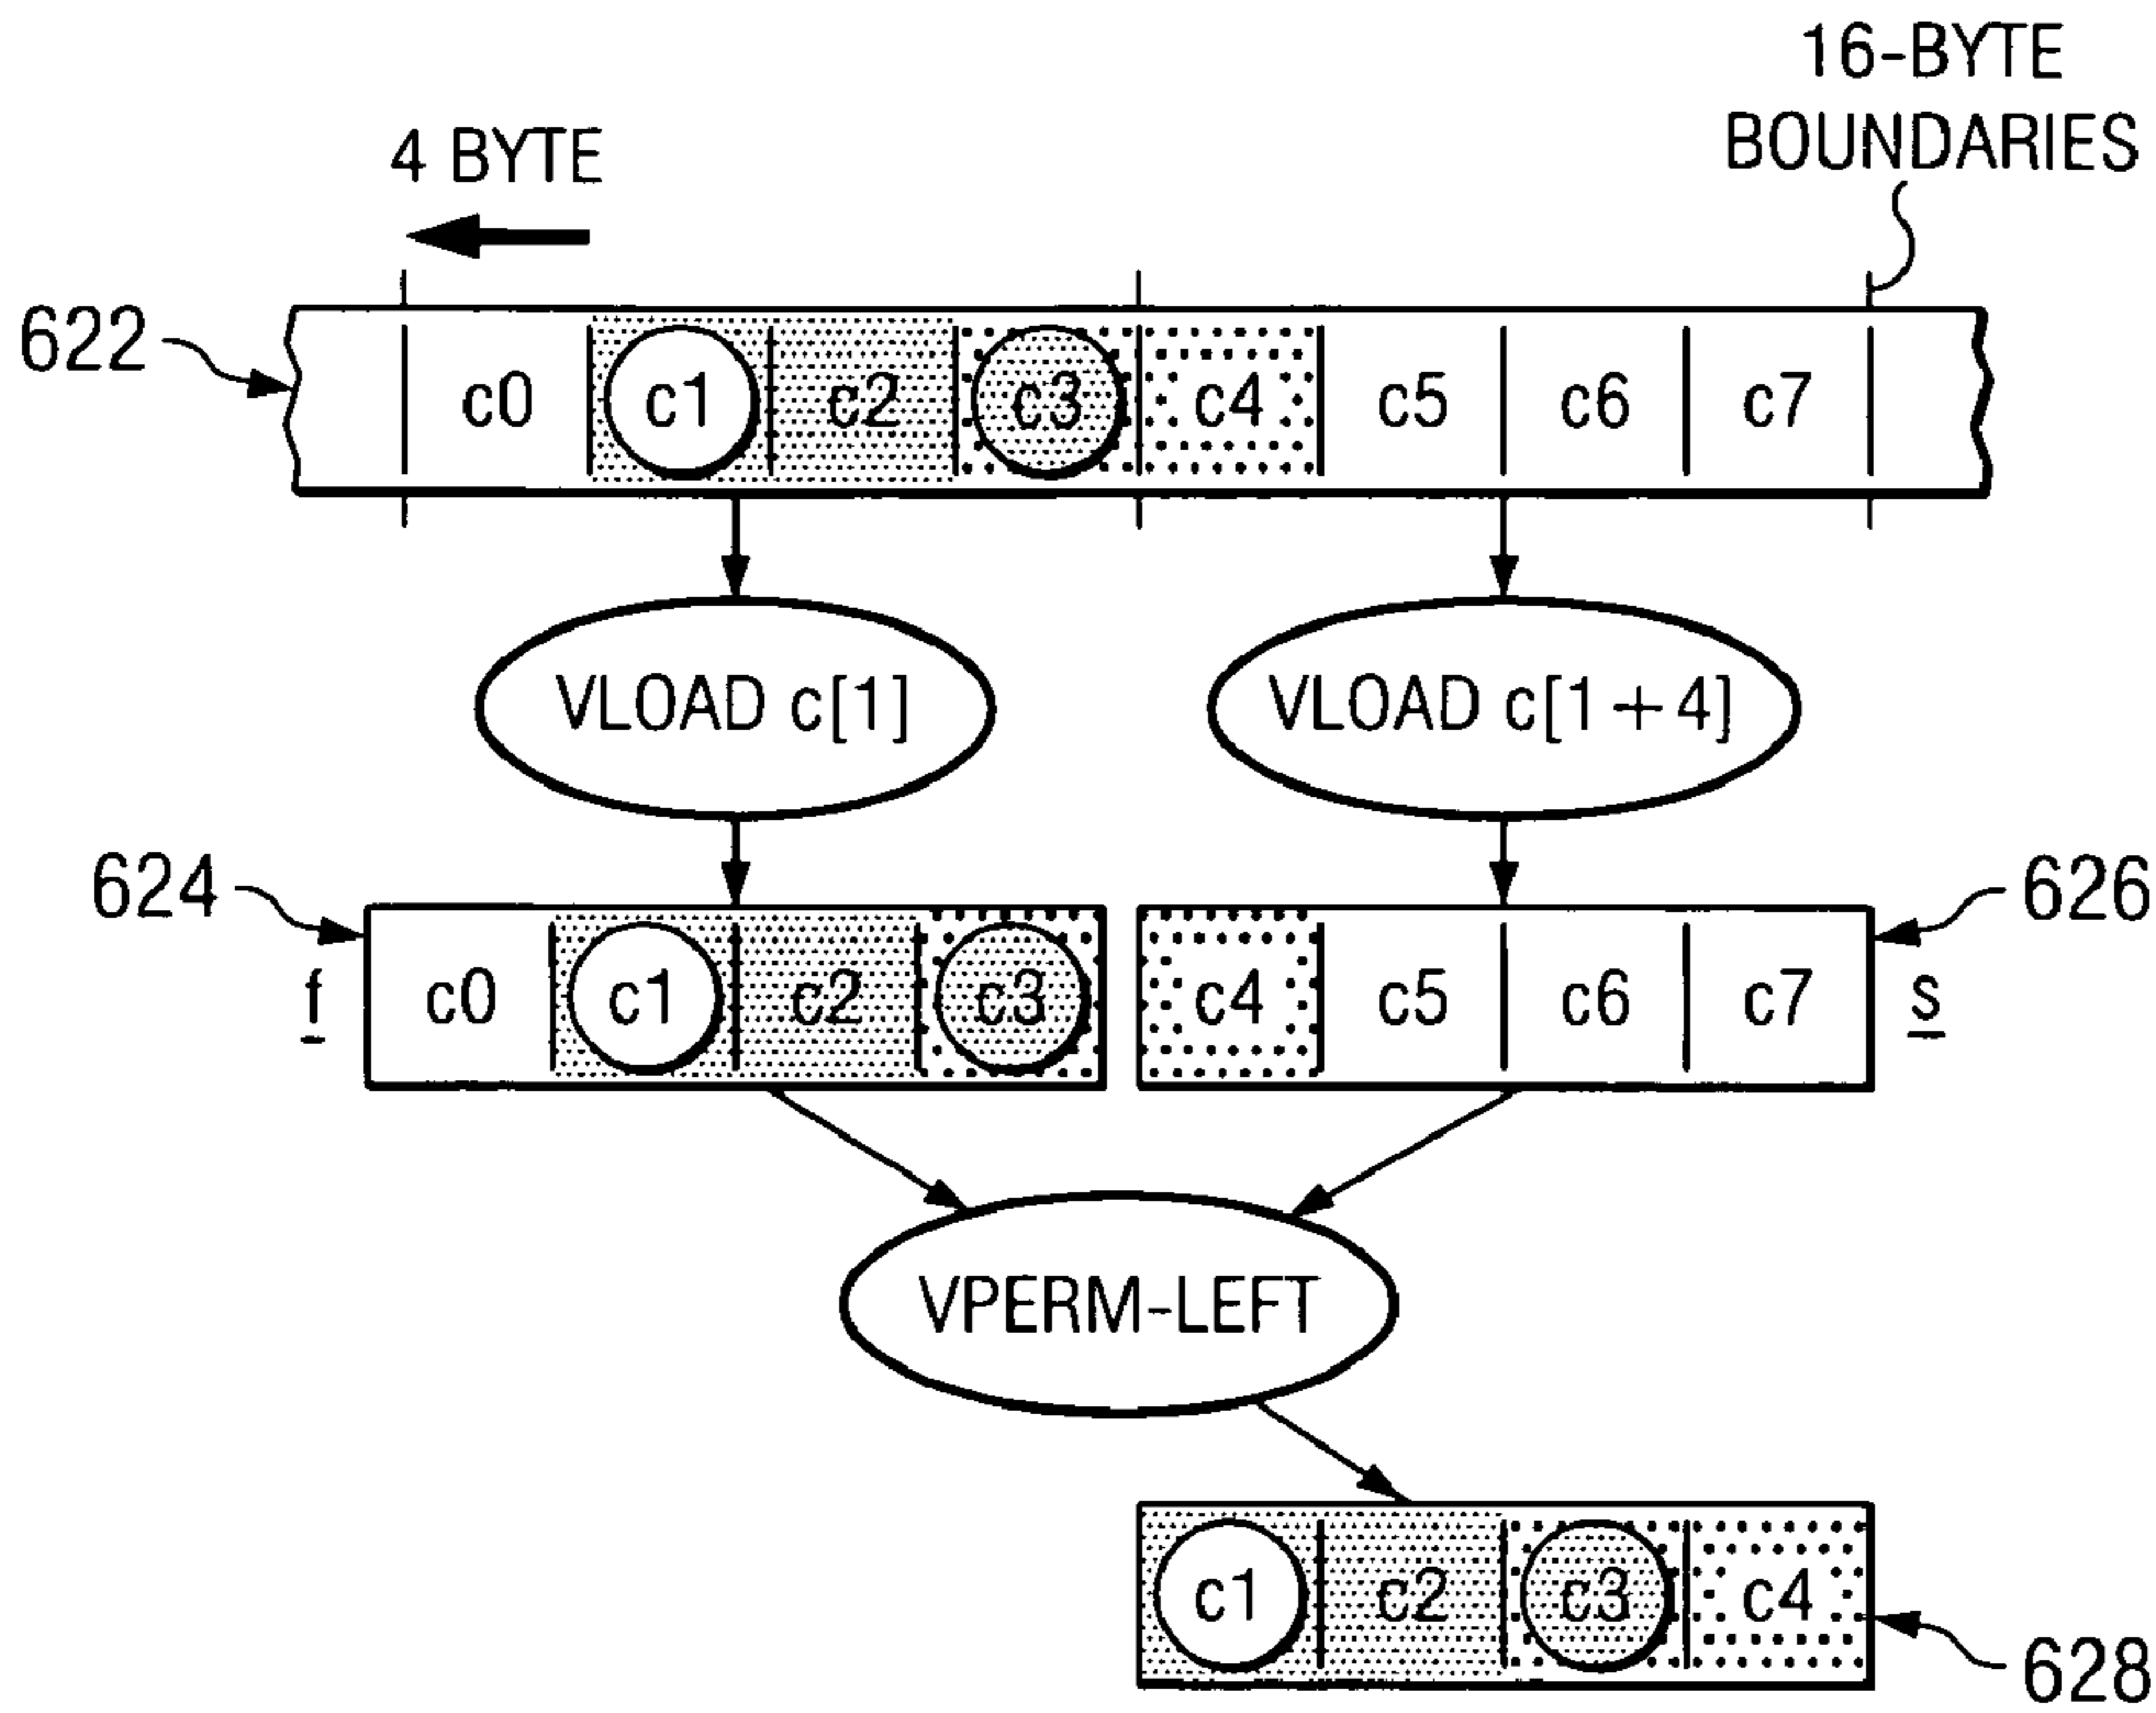 16-BYTE
BOUNDARIES
4 BYTE
622
c0 c1 c2 c3 c4 c5 c6 c7
VLOAD c[1]
VLOAD c[1+4]
624
626
f
c0 c1 c2 c3
c4 c5 c6 c7
s
VPERM-LEFT
c1 c2 c3 c4
628